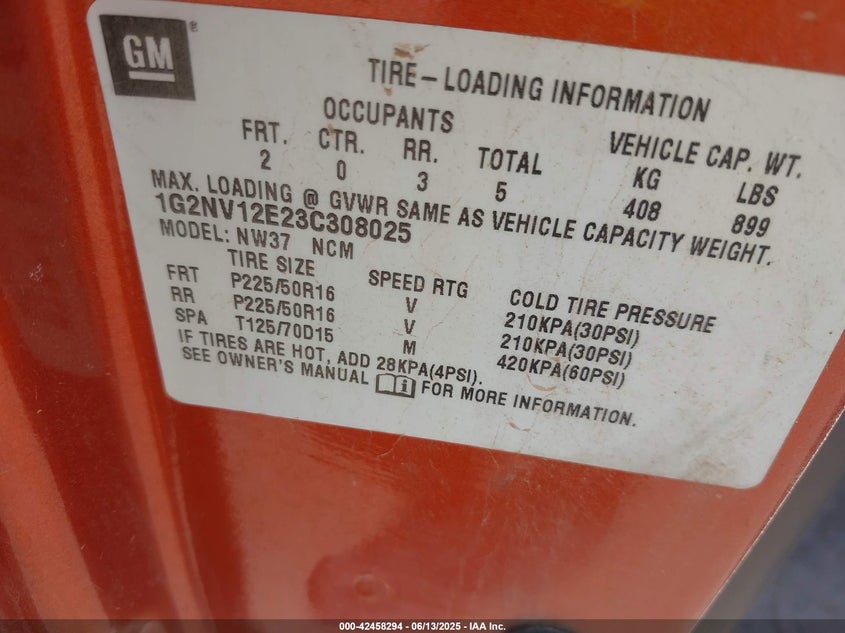 GM ®
TIRE – LOADING INFORMATION
OCCUPANTS VEHICLE CAP. WT.
FRT. CTR. RR. TOTAL KG LBS
2 0 3 5 408 899
MAX. LOADING @ GVWR SAME AS VEHICLE CAPACITY WEIGHT.
1G2NV12E23C308025
MODEL: NW37 NCM
TIRE SIZE SPEED RTG COLD TIRE PRESSURE
FRT P225/50R16 V 210KPA(30PSI)
RR P225/50R16 V 210KPA(30PSI)
SPA T125/70D15 M 420KPA(60PSI)
IF TIRES ARE HOT, ADD 28KPA(4PSI).
SEE OWNER'S MANUAL FOR MORE INFORMATION.
000-42458294 - 06/13/2025 - IAA Inc.